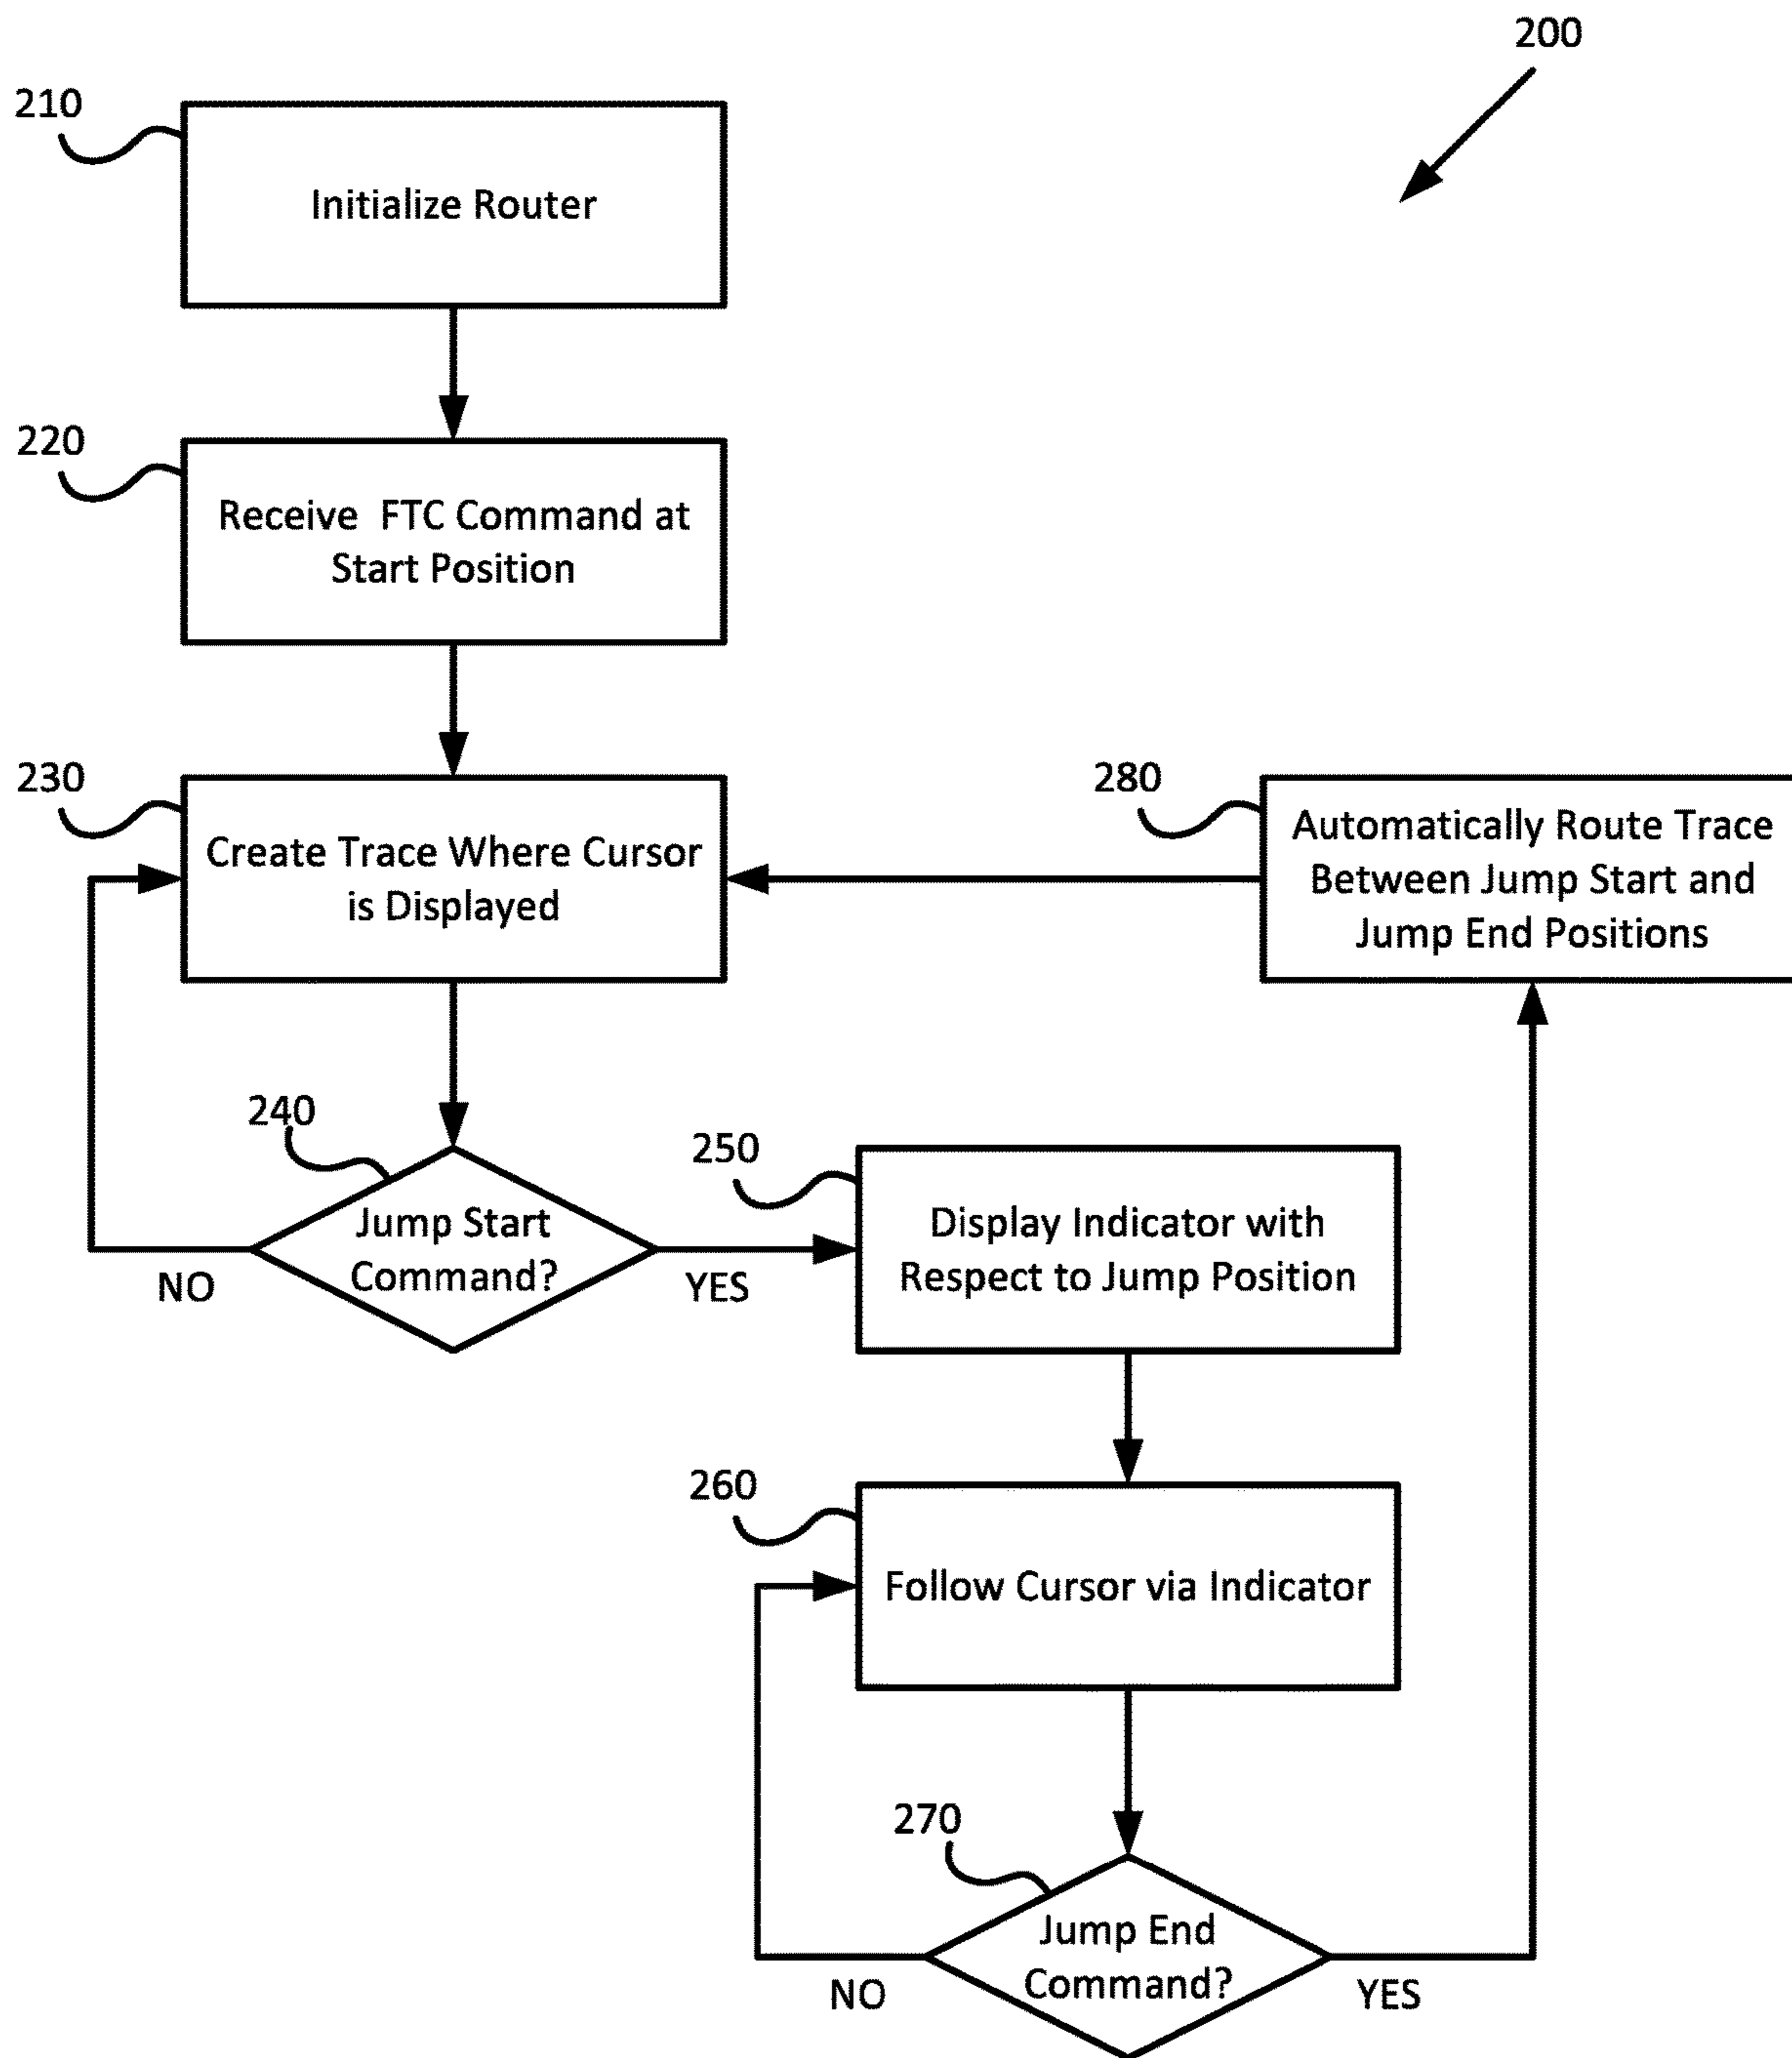 200
210
Initialize Router
220
Receive FTC Command at
Start Position
230
Create Trace Where Cursor
is Displayed
280
Automatically Route Trace
Between Jump Start and
Jump End Positions
240
Jump Start
Command?
NO
YES
250
Display Indicator with
Respect to Jump Position
260
Follow Cursor via Indicator
270
Jump End
Command?
NO
YES